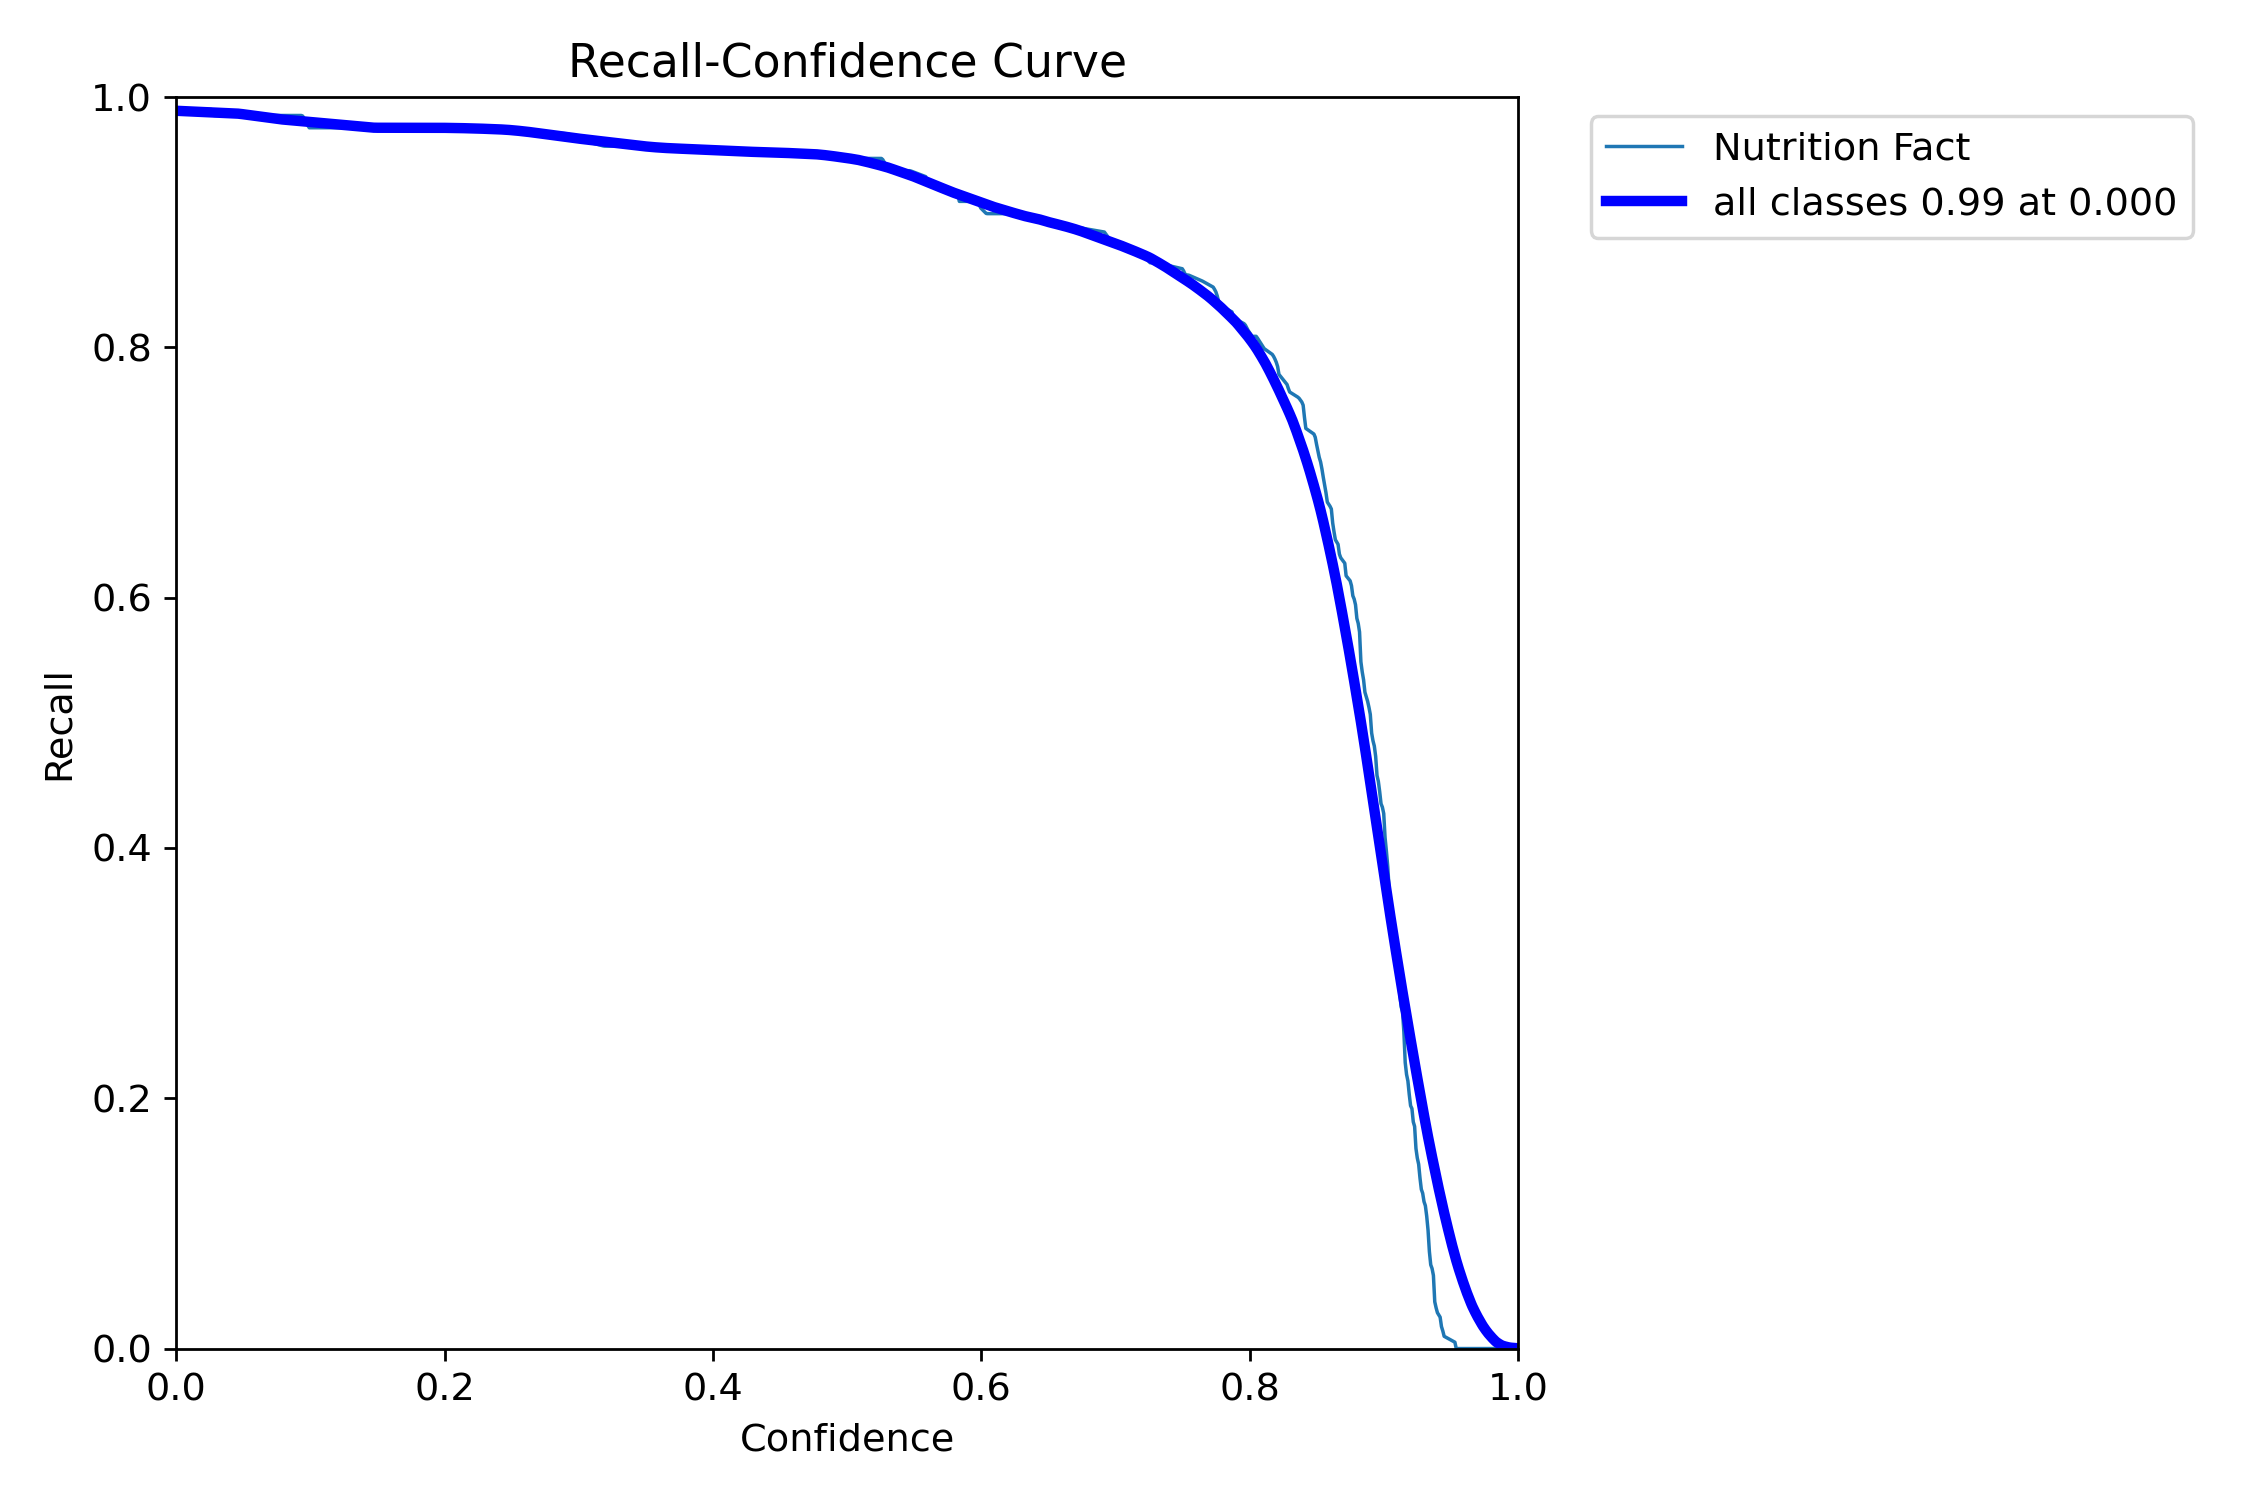 Recall-Confidence Curve
1.0
0.8
0.6
0.4
0.2
0.0
Recall
0.0 0.2 0.4 0.6 0.8 1.0
Confidence
Nutrition Fact
all classes 0.99 at 0.000